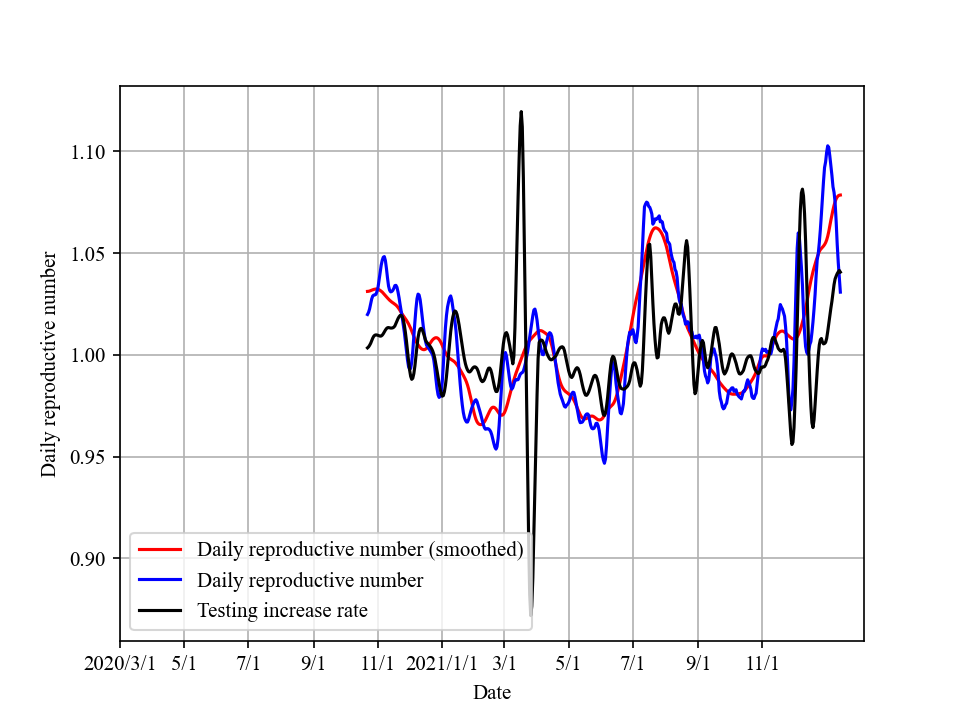 1.10
1.05
1.00
0.95
0.90
Daily reproductive number
Daily reproductive number (smoothed)
Daily reproductive number
Testing increase rate
2020/3/1 5/1 7/1 9/1 11/1 2021/1/1 3/1 5/1 7/1 9/1 11/1
Date